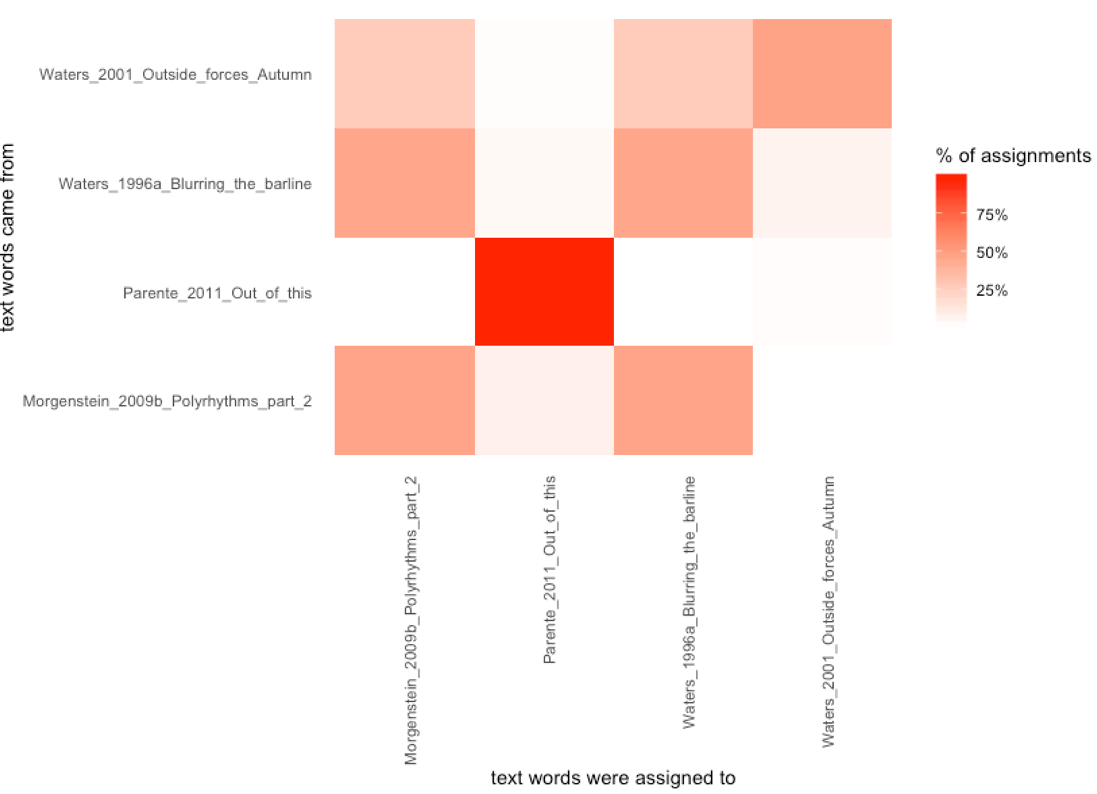 Waters_2001_Outside_forces_Autumn
Waters_1996a_Blurring_the_barline
Parente_2011_Out_of_this
Morgenstein_2009b_Polyrhythms_part_2
text words came from
% of assignments
75%
50%
25%
Morgenstein_2009b_Polyrhythms_part_2
Parente_2011_Out_of_this
Waters_1996a_Blurring_the_barline
Waters_2001_Outside_forces_Autumn
text words were assigned to